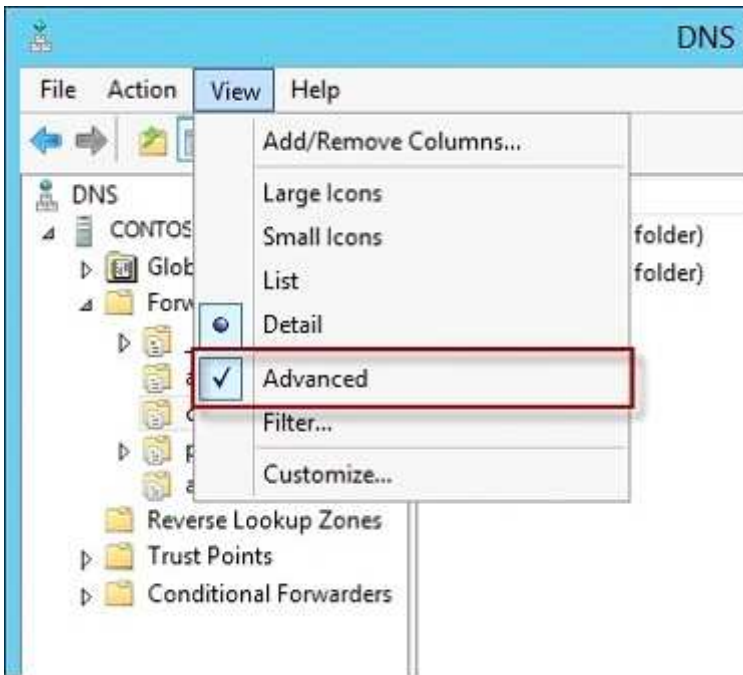 DNS
File Action View Help
Add/Remove Columns...
DNS
Large Icons
CONTOS
Small Icons
folder)
Glob
List
folder)
Forw
Detail
Advanced
Filter...
Customize...
Reverse Lookup Zones
Trust Points
Conditional Forwarders